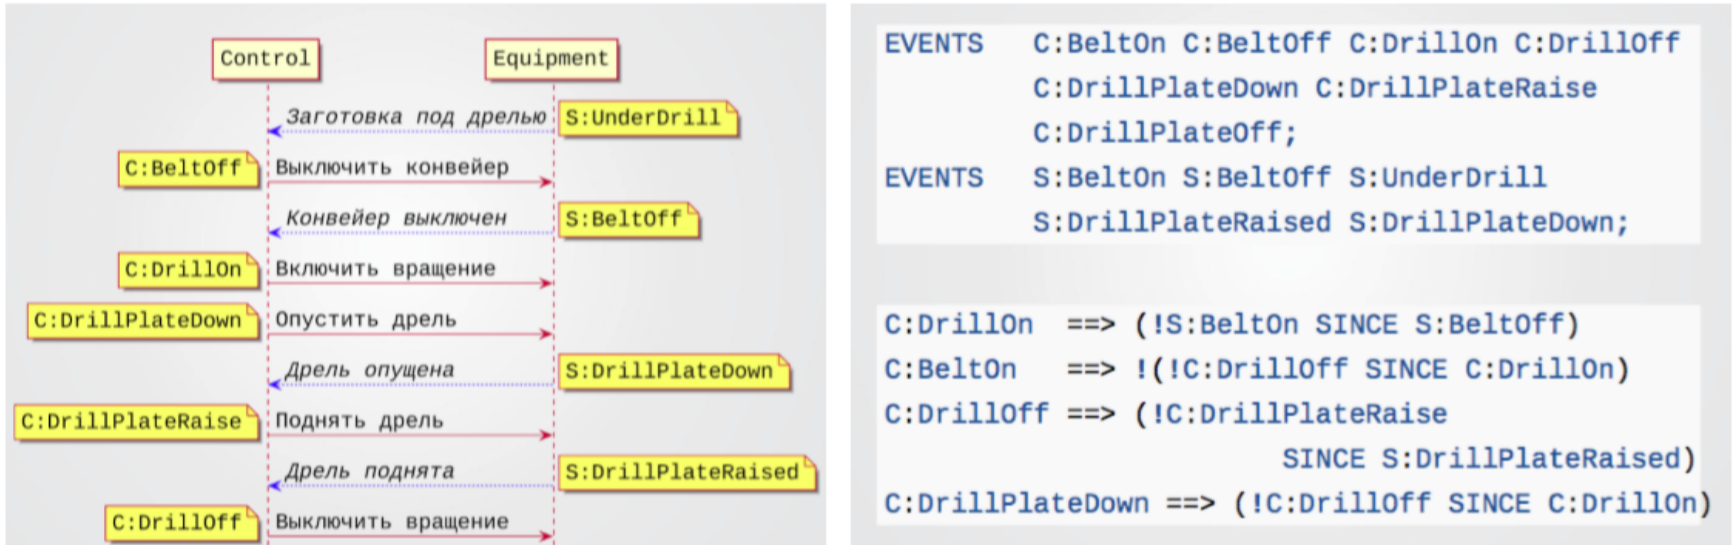 Control Equipment
Заготовка под дрелью S:UnderDrill
C:BeltOff Выключить конвейер
Конвейер выключен S:BeltOff
C:DrillOn Включить вращение
C:DrillPlateDown Опустить дрель
Дрель опущена S:DrillPlateDown
C:DrillPlateRaise Поднять дрель
Дрель поднята S:DrillPlateRaised
C:DrillOff Выключить вращение
EVENTS C:BeltOn C:BeltOff C:DrillOn C:DrillOff
C:DrillPlateDown C:DrillPlateRaise
C:DrillPlateOff;
EVENTS S:BeltOn S:BeltOff S:UnderDrill
S:DrillPlateRaised S:DrillPlateDown;
C:DrillOn ==> (!S:BeltOn SINCE S:BeltOff)
C:BeltOn ==> !(!C:DrillOff SINCE C:DrillOn)
C:DrillOff ==> (!C:DrillPlateRaise
SINCE S:DrillPlateRaised)
C:DrillPlateDown ==> (!C:DrillOff SINCE C:DrillOn)